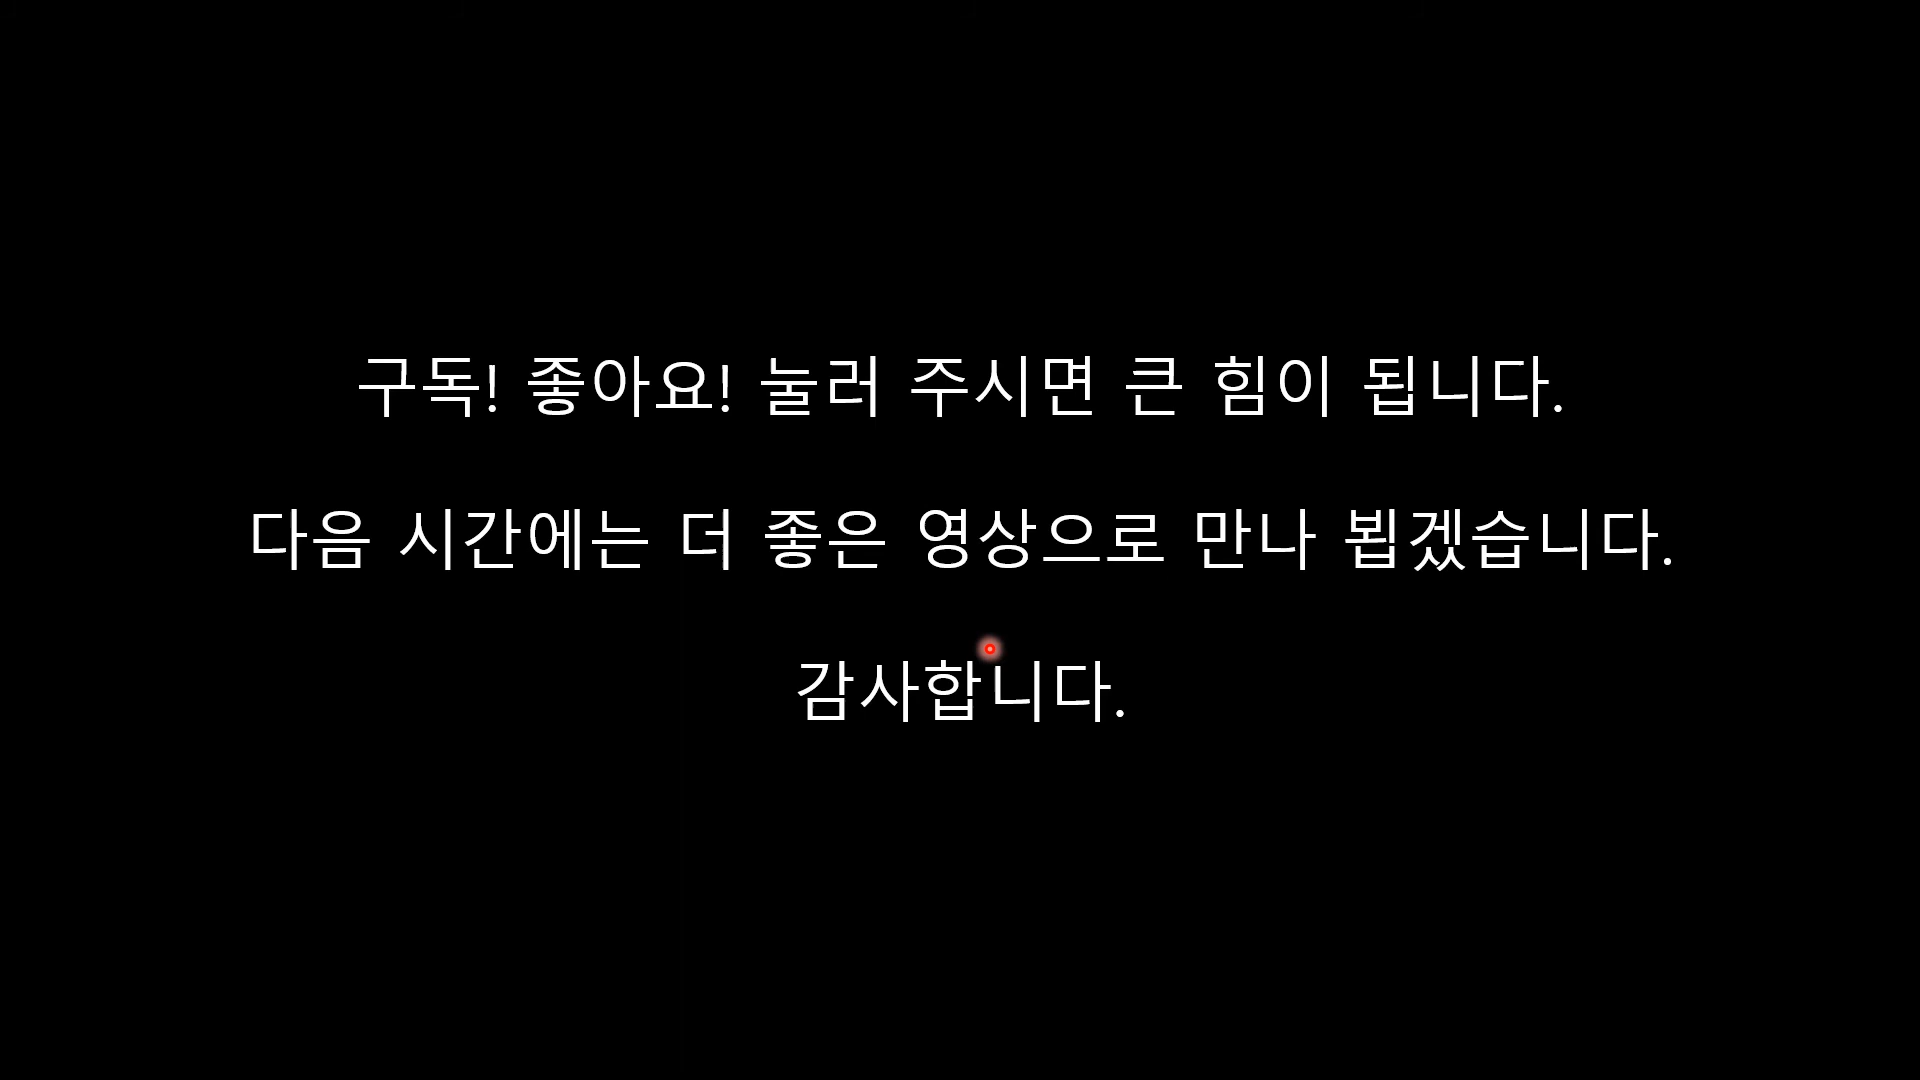 구독! 좋아요! 눌러 주시면 큰 힘이 됩니다.
다음 시간에는 더 좋은 영상으로 만나 뵙겠습니다.
감사합니다.